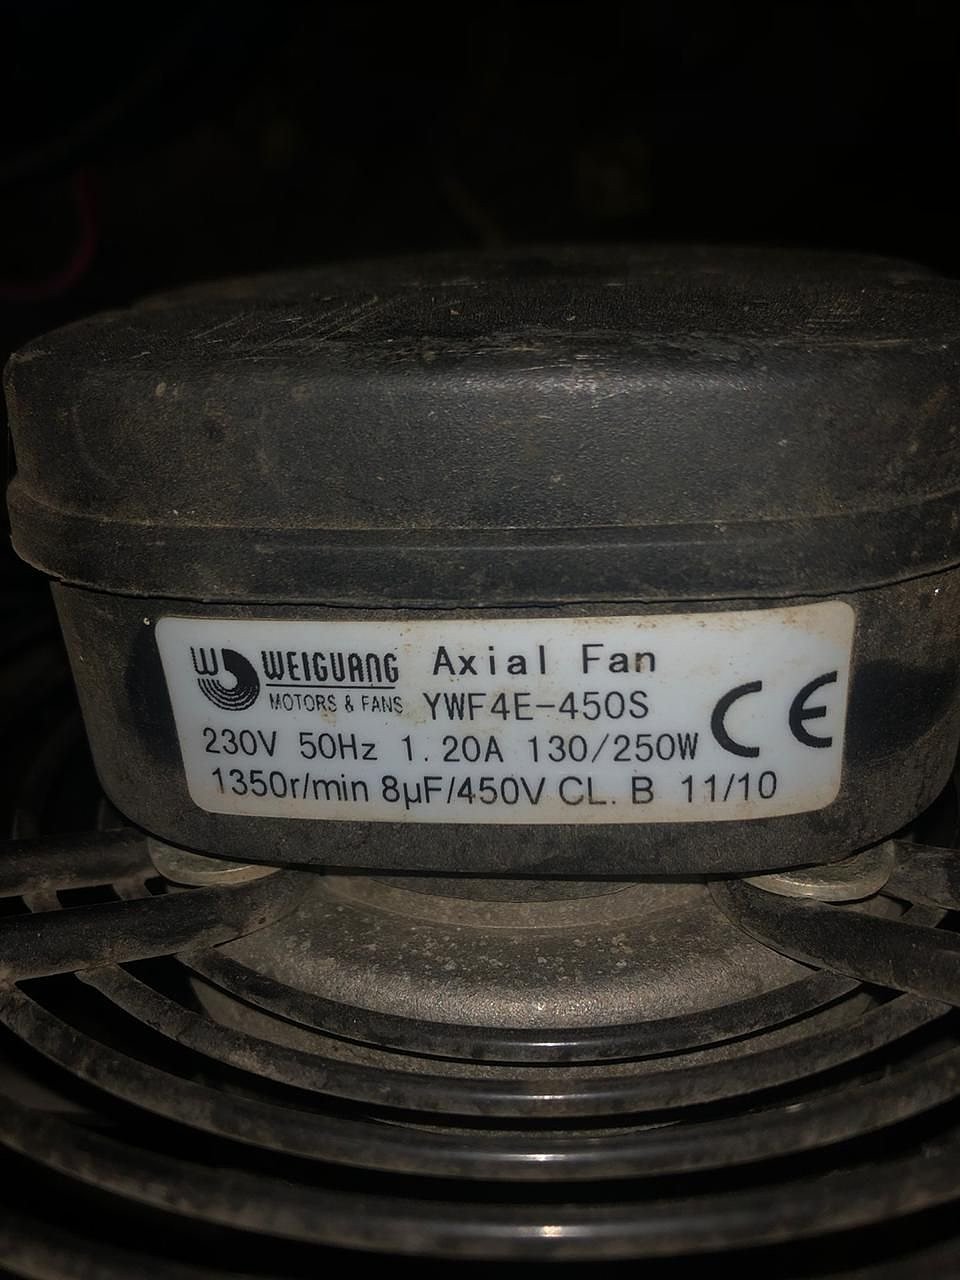 WEIGUANG
MOTORS & FANS
Axial Fan
YWF4E-450S
CE
230V 50Hz 1.20A 130/250W
1350r/min 8µF/450V CL. B 11/10